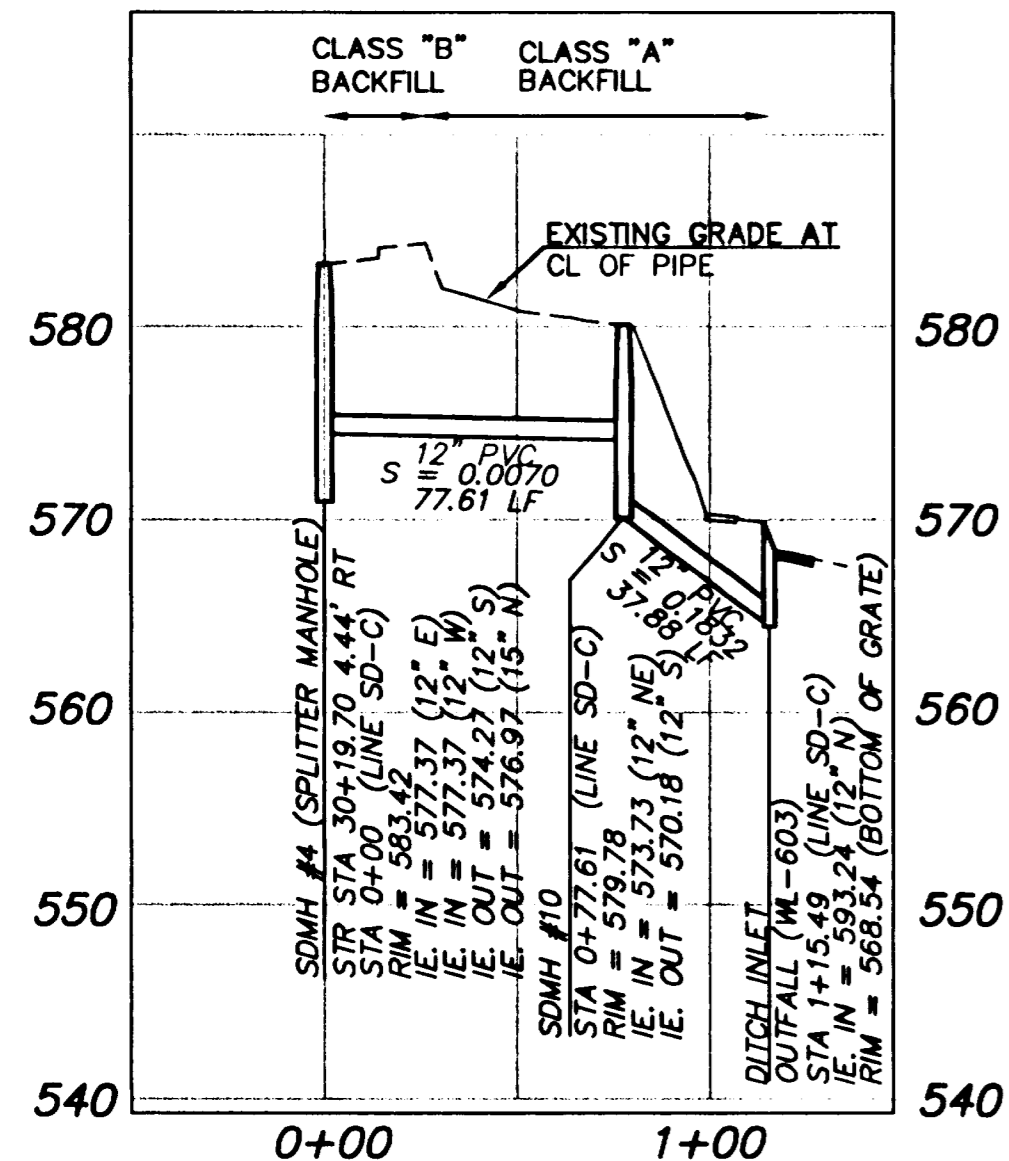 CLASS "B"
BACKFILL
CLASS "A"
BACKFILL
EXISTING GRADE AT
CL OF PIPE
580
580
12" PVC
S = 0.0070
77.61 LF
570
570
12" PVC
S = 0.1832
37.88 LF
560
560
550
550
540
540
SDMH #4 (SPLITTER MANHOLE)
STR STA 30+19.70 4.44' RT
STA 0+00 (LINE SD-C)
RIM = 583.42
IE. IN = 577.37 (12" E)
IE. IN = 577.37 (12" W)
IE. OUT = 574.27 (12" S)
IE. OUT = 576.97 (15" N)
SDMH #10
STA 0+77.61 (LINE SD-C)
RIM = 579.78
IE. IN = 573.73 (12" NE)
IE. OUT = 570.18 (12" S)
DITCH INLET
OUTFALL (WL-603)
STA 1+15.49 (LINE SD-C)
IE. IN = 593.24 (12" N)
RIM = 568.54 (BOTTOM OF GRATE)
0+00
1+00